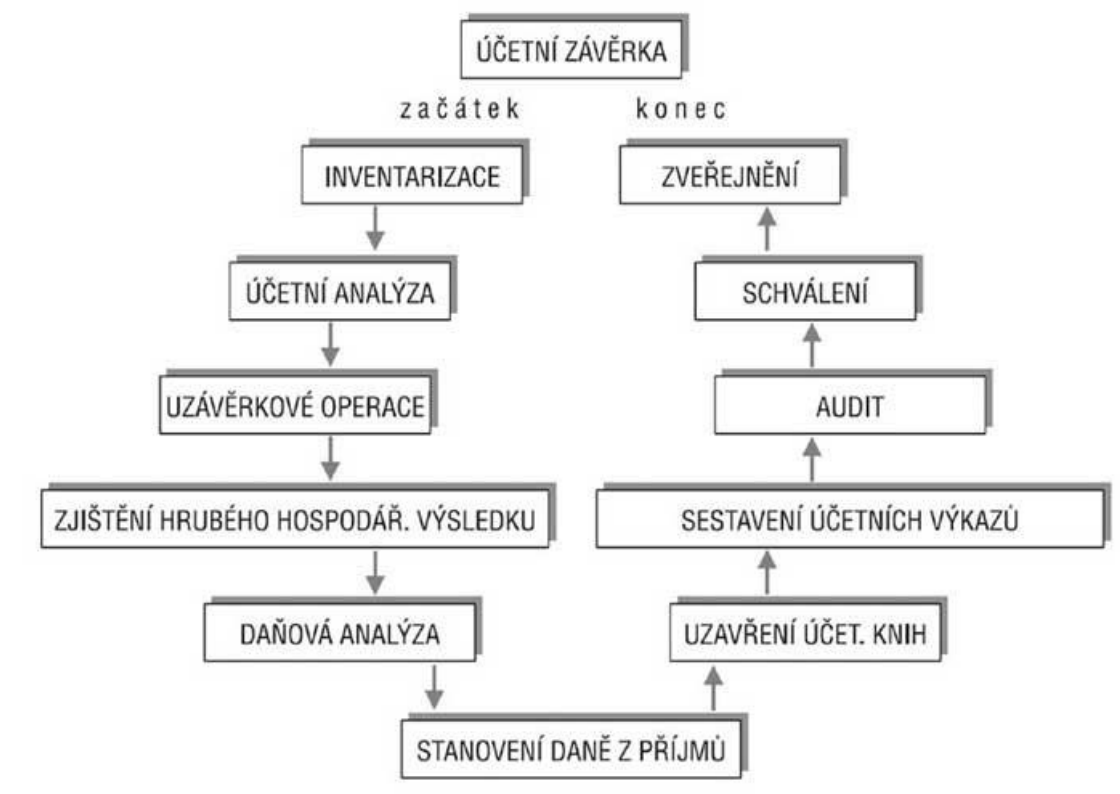 ÚČETNÍ ZÁVĚRKA
začátek konec
INVENTARIZACE
ZVEŘEJNĚNÍ
ÚČETNÍ ANALÝZA
SCHVÁLENÍ
UZÁVĚRKOVÉ OPERACE
AUDIT
ZJIŠTĚNÍ HRUBÉHO HOSPODÁŘ. VÝSLEDKU
SESTAVENÍ ÚČETNÍCH VÝKAZŮ
DAŇOVÁ ANALÝZA
UZAVŘENÍ ÚČET. KNIH
STANOVENÍ DANĚ Z PŘÍJMŮ